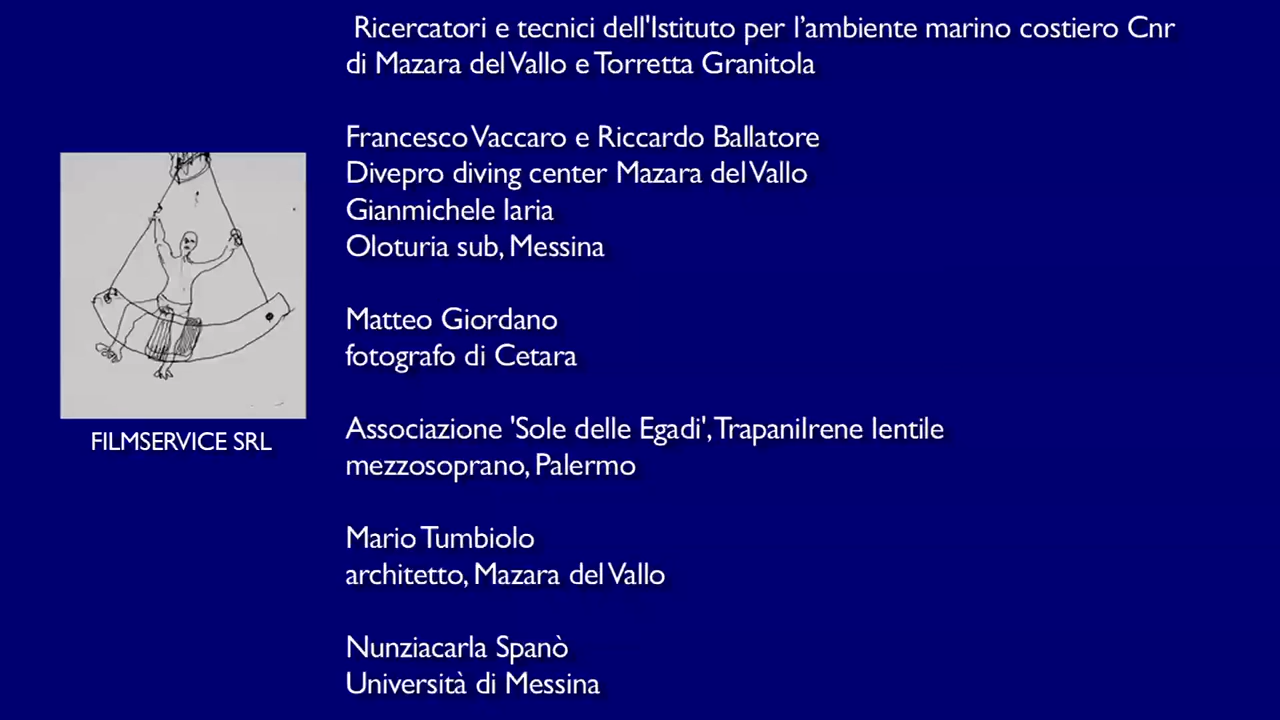 Ricercatori e tecnici dell'Istituto per l’ambiente marino costiero Cnr
di Mazara del Vallo e Torretta Granitola
Francesco Vaccaro e Riccardo Ballatore
Divepro diving center Mazara del Vallo
Gianmichele Iaria
Oloturia sub, Messina
Matteo Giordano
fotografo di Cetara
Associazione 'Sole delle Egadi', TrapaniIrene Ientile
mezzosoprano, Palermo
Mario Tumbiolo
architetto, Mazara del Vallo
Nunziacarla Spanò
Università di Messina
FILMSERVICE SRL